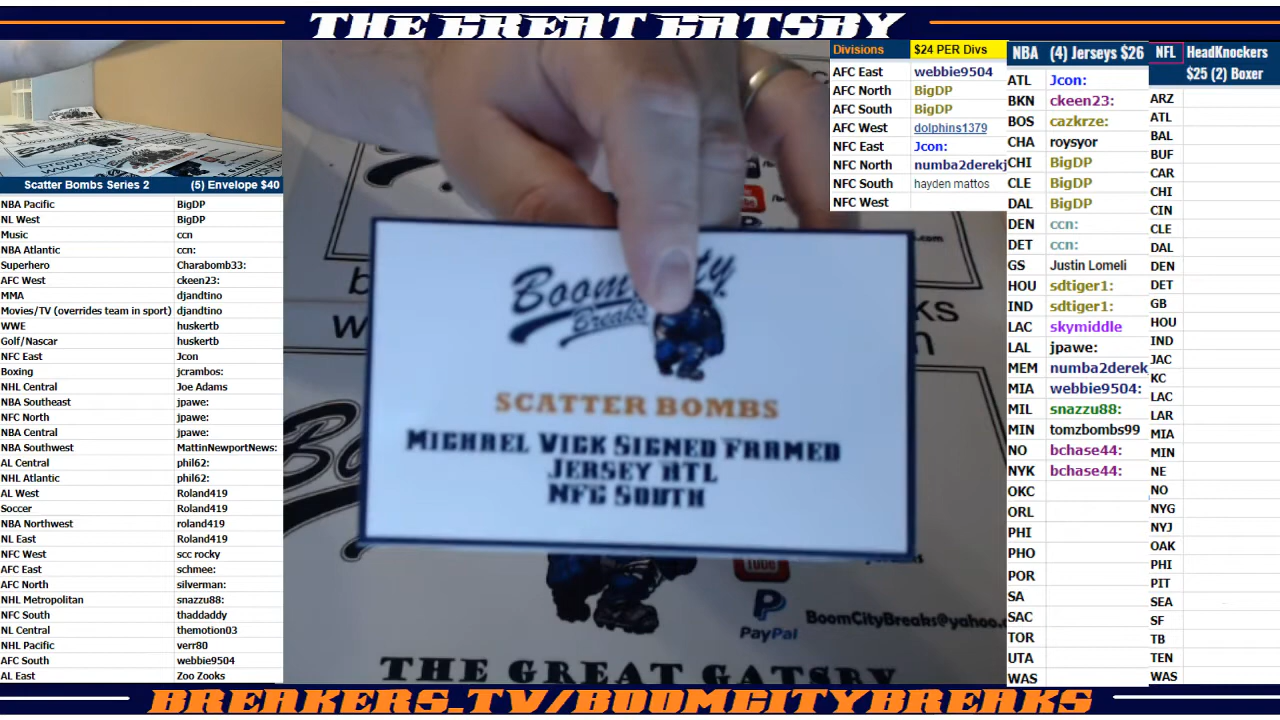 THE GREAT GATSBY
Scatter Bombs Series 2 (5) Envelope $40
NBA Pacific BigDP
NL West BigDP
Music ccn
NBA Atlantic ccn:
Superhero Charabomb33:
AFC West ckeen23:
MMA djandtino
Movies/TV (overrides team in sport) djandtino
WWE huskertb
Golf/Nascar huskertb
NFC East Jcon
Boxing jcrambos:
NHL Central Joe Adams
NBA Southeast jpawe:
NFC North jpawe:
NBA Central jpawe:
NBA Southwest MattinNewportNews:
AL Central phil62:
NHL Atlantic phil62:
AL West Roland419
Soccer Roland419
NBA Northwest roland419
NL East Roland419
NFC West scc rocky
AFC East schmee:
AFC North silverman:
NHL Metropolitan snazzu88:
NFC South thaddaddy
NL Central themotion03
NHL Pacific verr80
AFC South webbie9504
AL East Zoo Zooks
Boom City
Breaks
SCATTER BOMBS
MICHAEL VICK SIGNED FRAMED
JERSEY ATL
NFC SOUTH
Tube
PayPal
BoomCityBreaks@yahoo.c
THE GREAT GATSBY
Divisions $24 PER Divs
AFC East webbie9504
AFC North BigDP
AFC South BigDP
AFC West dolphins1379
NFC East Jcon:
NFC North numba2derekj
NFC South hayden mattos
NFC West
NBA (4) Jerseys $26
ATL Jcon:
BKN ckeen23:
BOS cazkrze:
CHA roysyor
CHI BigDP
CLE BigDP
DAL BigDP
DEN ccn:
DET ccn:
GS Justin Lomeli
HOU sdtiger1:
IND sdtiger1:
LAC skymiddle
LAL jpawe:
MEM numba2derek
MIA webbie9504:
MIL snazzu88:
MIN tomzbombs99
NO bchase44:
NYK bchase44:
OKC
ORL
PHI
PHO
POR
SA
SAC
TOR
UTA
WAS
NFL HeadKnockers
$25 (2) Boxer
ARZ
ATL
BAL
BUF
CAR
CHI
CIN
CLE
DAL
DEN
DET
GB
HOU
IND
JAC
KC
LAC
LAR
MIA
MIN
NE
NO
NYG
NYJ
OAK
PHI
PIT
SEA
SF
TB
TEN
WAS
BREAKERS.TV/BOOMCITYBREAKS